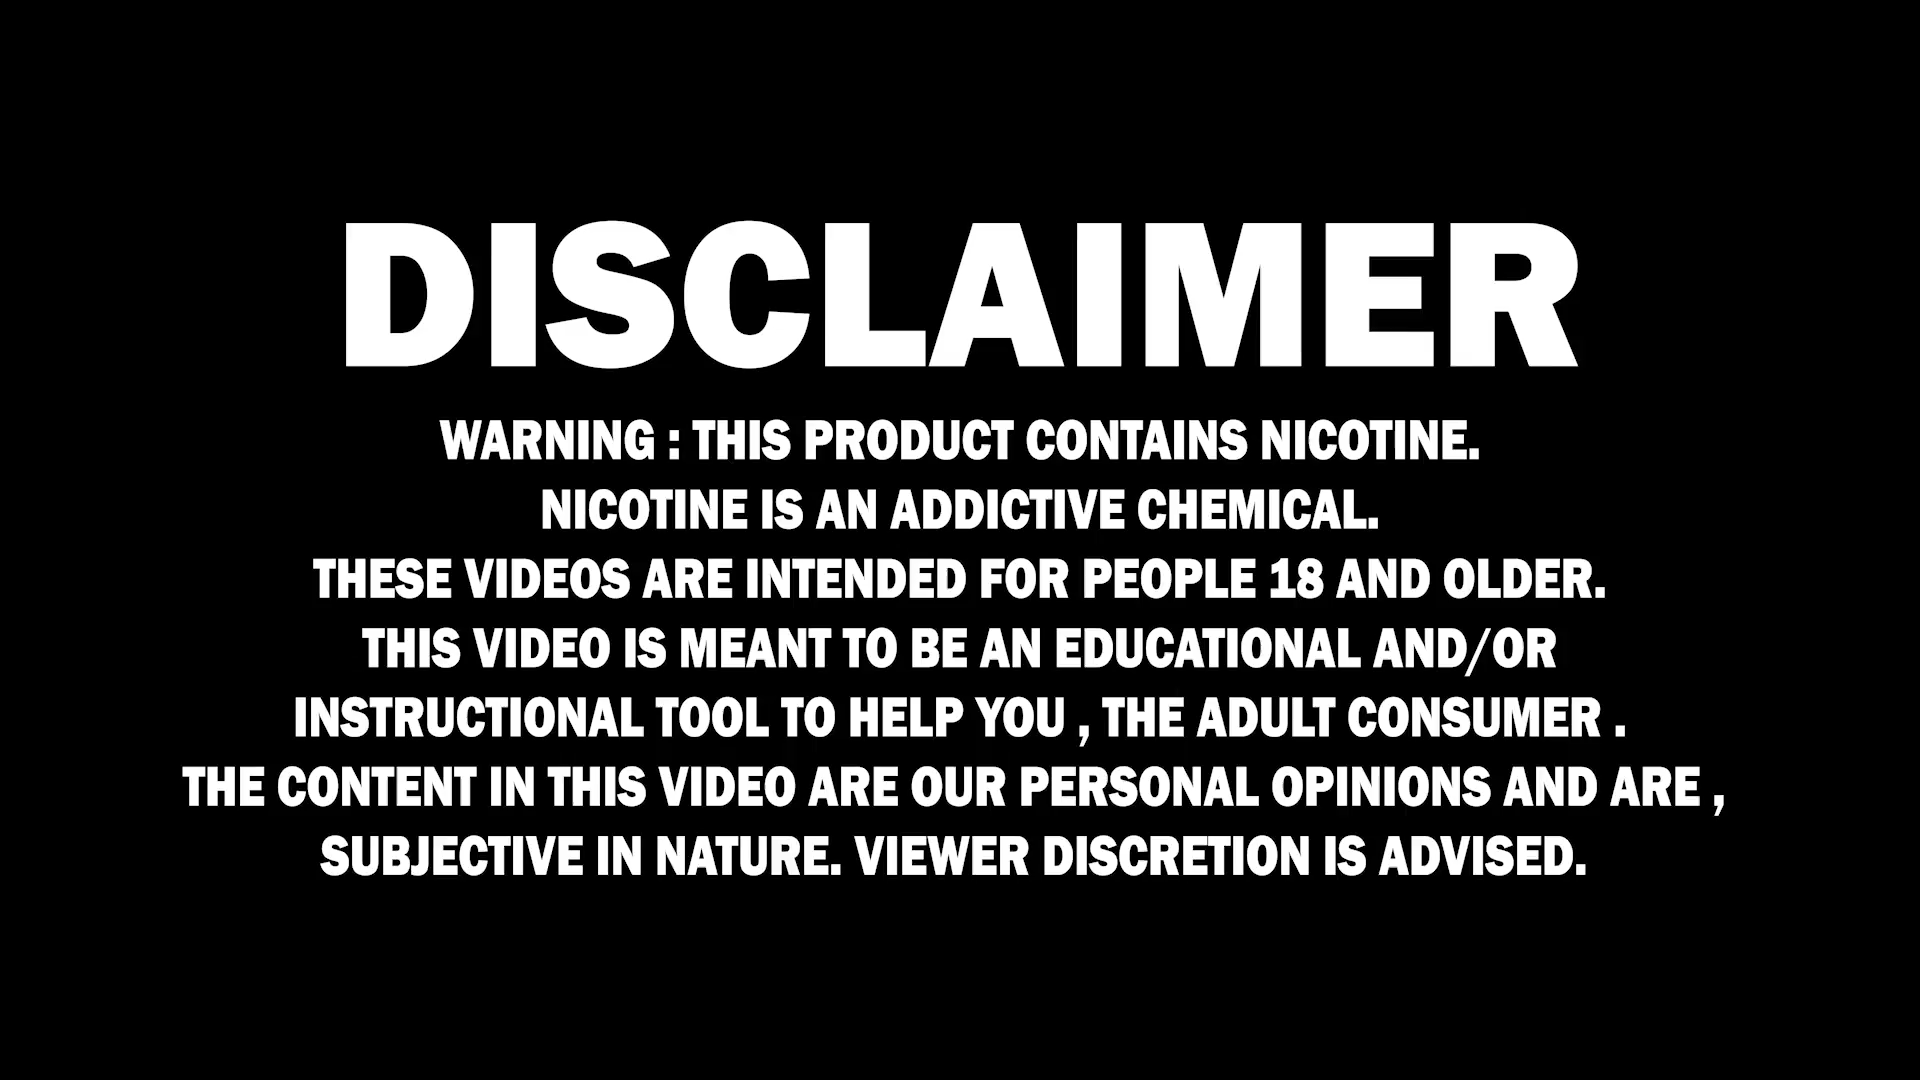 DISCLAIMER
WARNING : THIS PRODUCT CONTAINS NICOTINE.
NICOTINE IS AN ADDICTIVE CHEMICAL.
THESE VIDEOS ARE INTENDED FOR PEOPLE 18 AND OLDER.
THIS VIDEO IS MEANT TO BE AN EDUCATIONAL AND/OR
INSTRUCTIONAL TOOL TO HELP YOU , THE ADULT CONSUMER .
THE CONTENT IN THIS VIDEO ARE OUR PERSONAL OPINIONS AND ARE ,
SUBJECTIVE IN NATURE. VIEWER DISCRETION IS ADVISED.